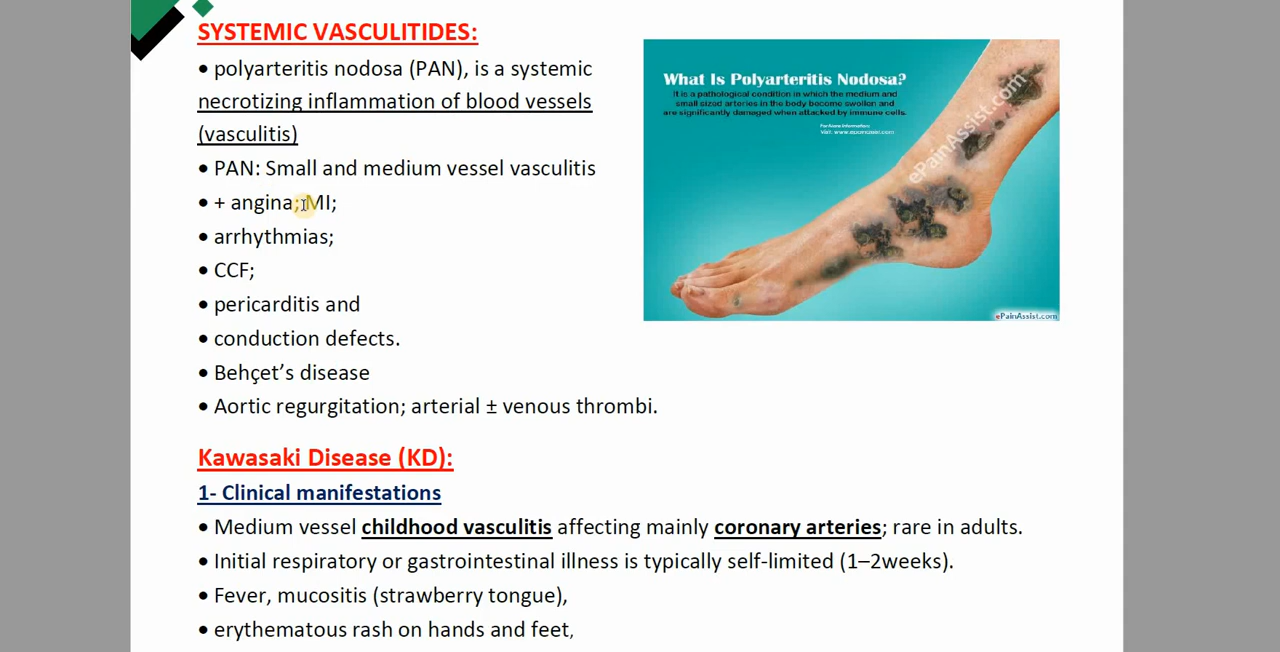 SYSTEMIC VASCULITIDES:
• polyarteritis nodosa (PAN), is a systemic
necrotizing inflammation of blood vessels
(vasculitis)
• PAN: Small and medium vessel vasculitis
• + angina; MI;
• arrhythmias;
• CCF;
• pericarditis and
• conduction defects.
• Behçet’s disease
• Aortic regurgitation; arterial ± venous thrombi.
What Is Polyarteritis Nodosa?
It is a pathological condition in which the medium and
small sized arteries in the body become swollen and
are significantly damaged when attacked by immune cells.
For More Information:
Visit: www.epainassist.com
ePainAssist.com
ePainAssist.com
Kawasaki Disease (KD):
1- Clinical manifestations
• Medium vessel childhood vasculitis affecting mainly coronary arteries; rare in adults.
• Initial respiratory or gastrointestinal illness is typically self-limited (1–2weeks).
• Fever, mucositis (strawberry tongue),
• erythematous rash on hands and feet,